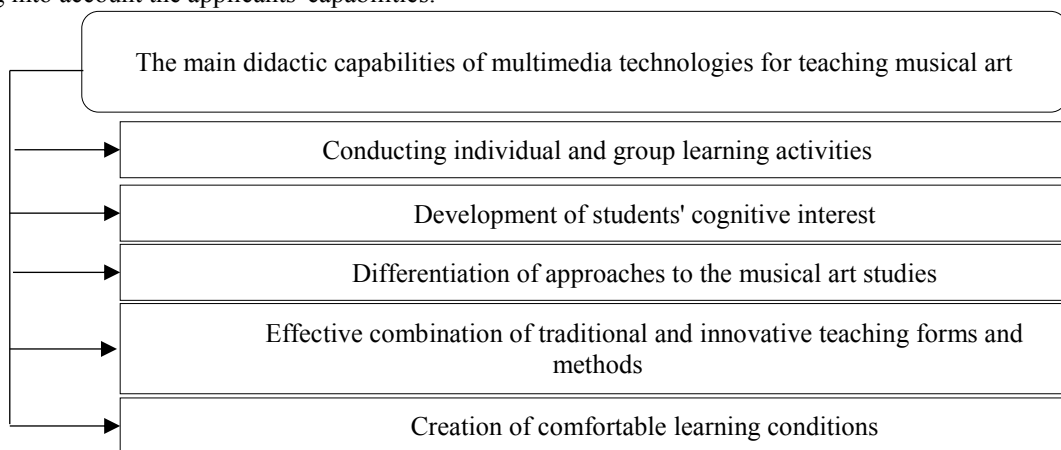 into account the applicants' capabilities.
The main didactic capabilities of multimedia technologies for teaching musical art
Conducting individual and group learning activities
Development of students' cognitive interest
Differentiation of approaches to the musical art studies
Effective combination of traditional and innovative teaching forms and
methods
Creation of comfortable learning conditions